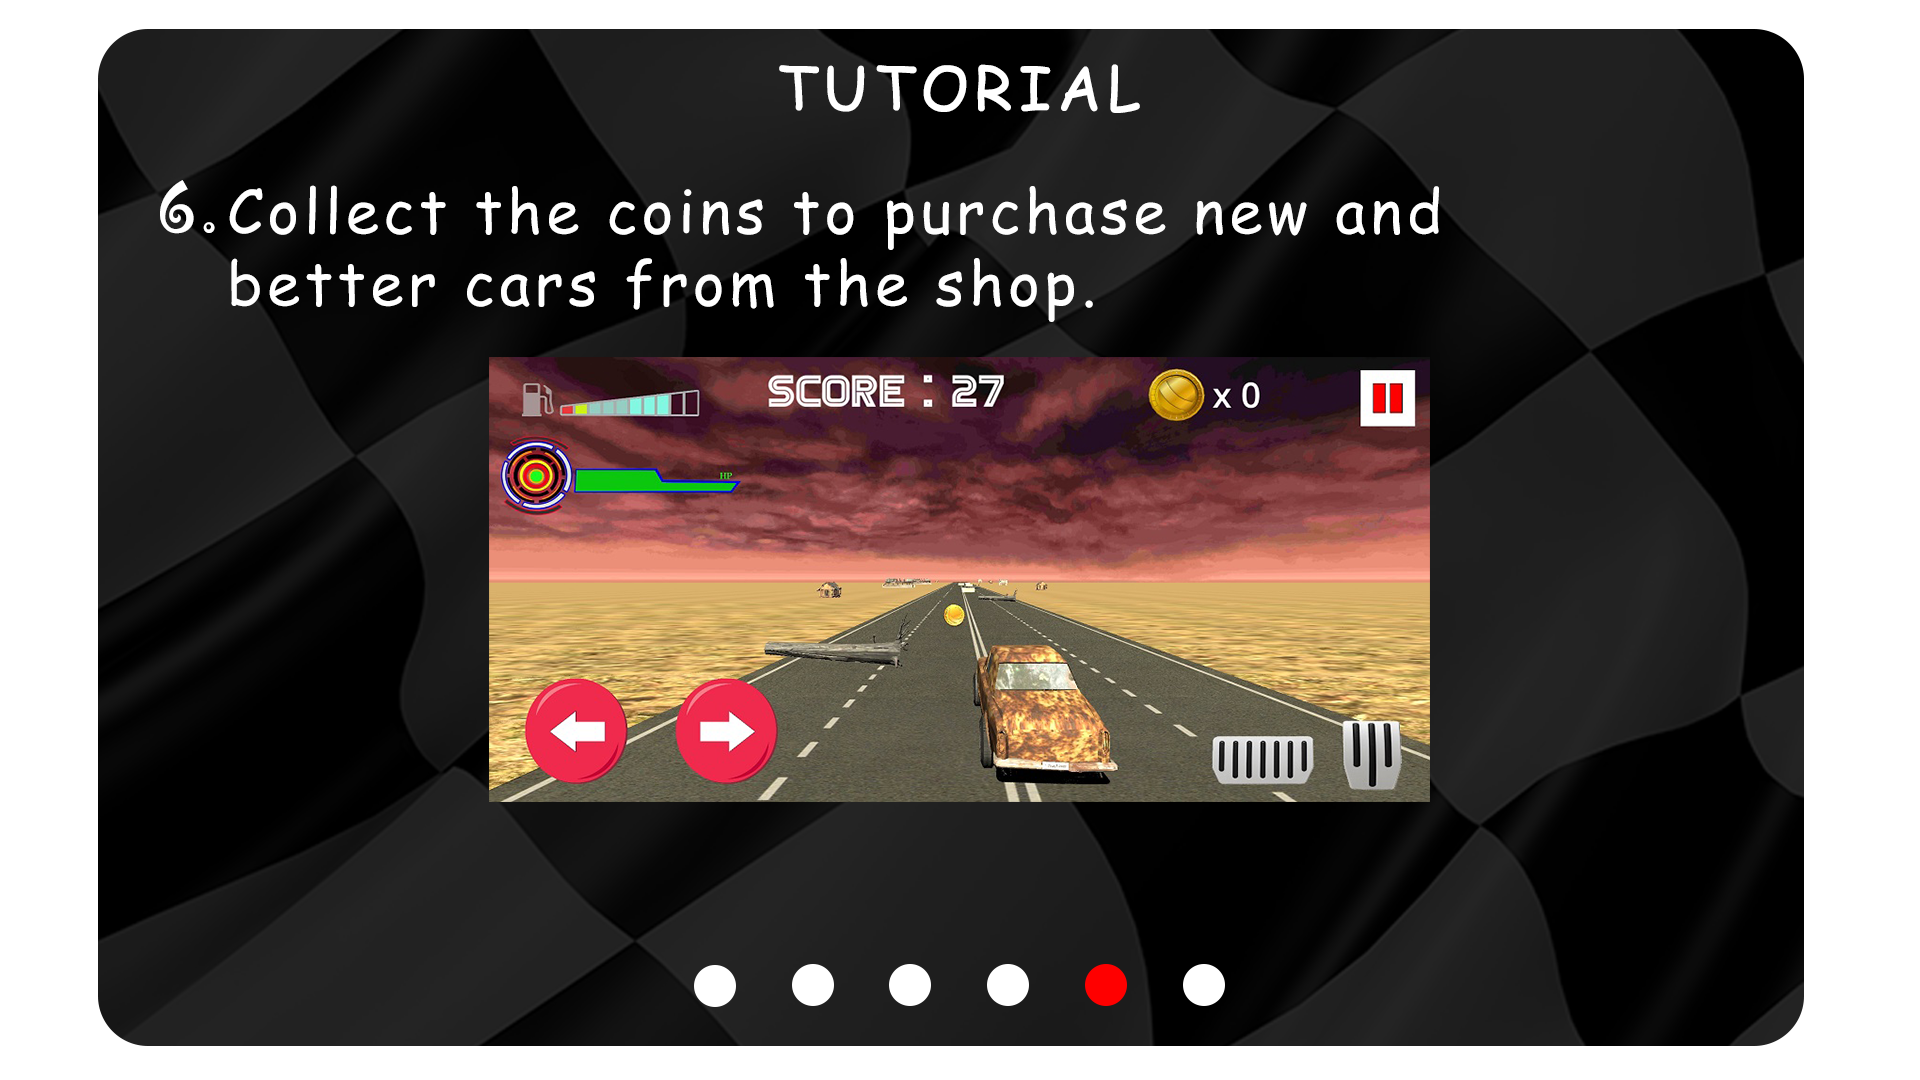 TUTORIAL
6. Collect the coins to purchase new and
better cars from the shop.
SCORE : 27
x 0
HP